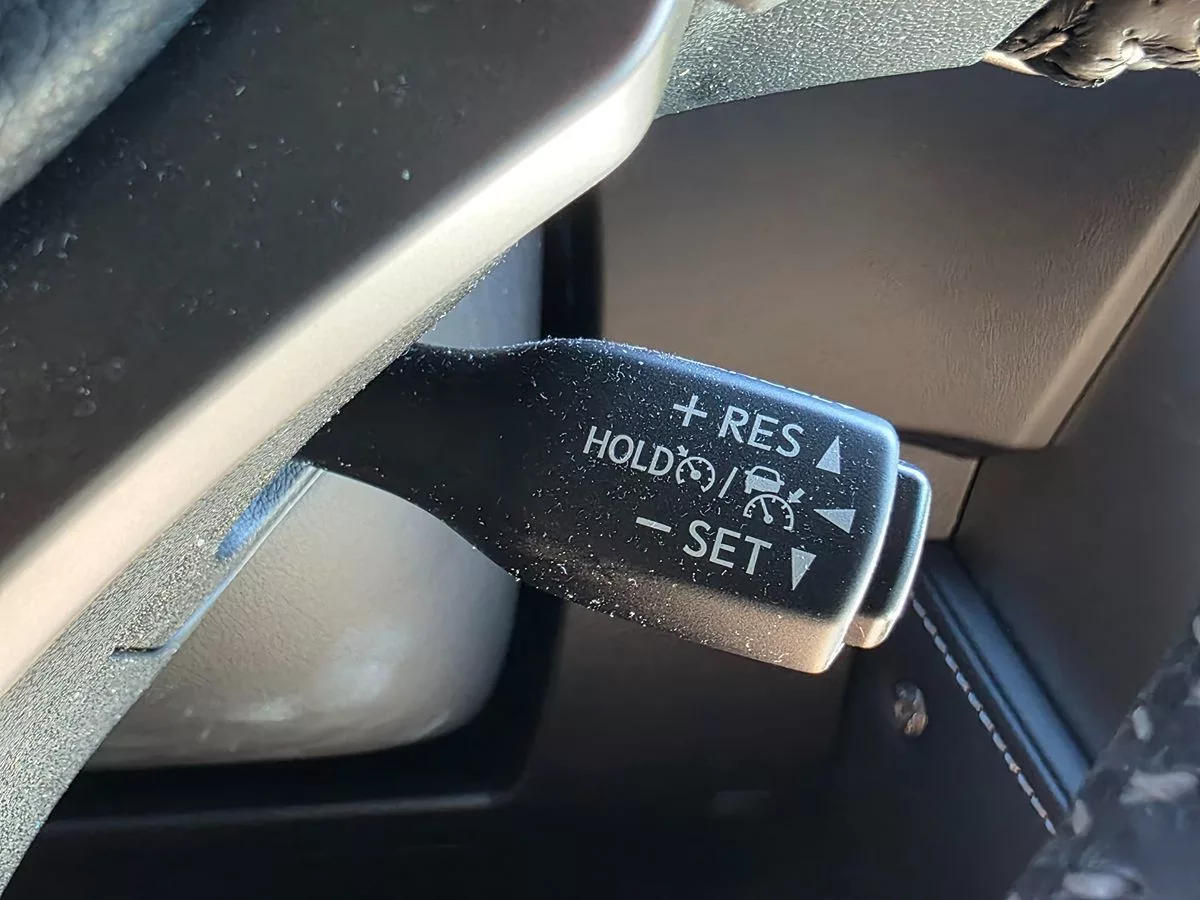 + RES
HOLD /
− SET